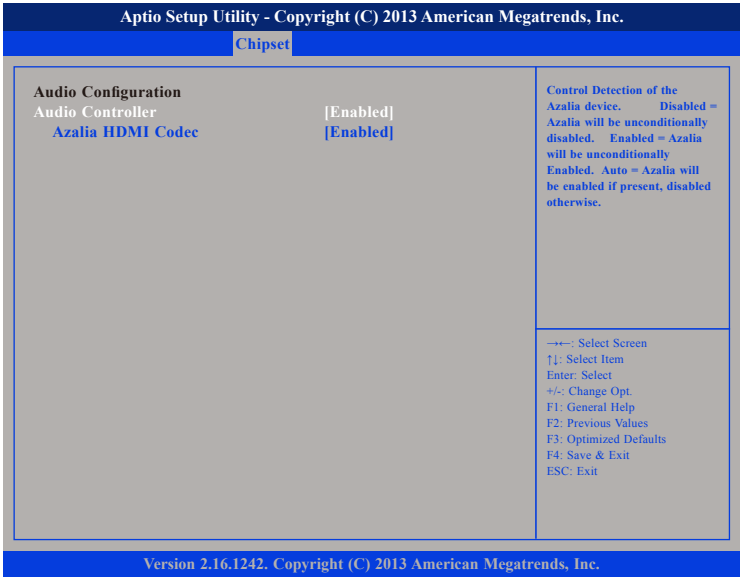 Aptio Setup Utility - Copyright (C) 2013 American Megatrends, Inc.
Chipset
Audio Configuration
Audio Controller [Enabled]
Azalia HDMI Codec [Enabled]
Control Detection of the
Azalia device. Disabled =
Azalia will be unconditionally
disabled. Enabled = Azalia
will be unconditionally
Enabled. Auto = Azalia will
be enabled if present, disabled
otherwise.
→←: Select Screen
↑↓: Select Item
Enter: Select
+/-: Change Opt.
F1: General Help
F2: Previous Values
F3: Optimized Defaults
F4: Save & Exit
ESC: Exit
Version 2.16.1242. Copyright (C) 2013 American Megatrends, Inc.